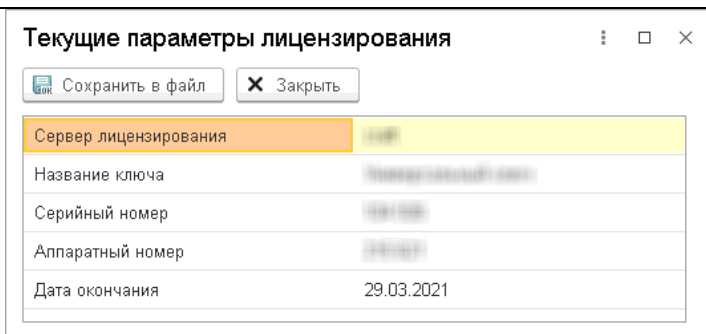 Текущие параметры лицензирования
Сохранить в файл Закрыть
Сервер лицензирования
Название ключа
Серийный номер
Аппаратный номер
Дата окончания 29.03.2021